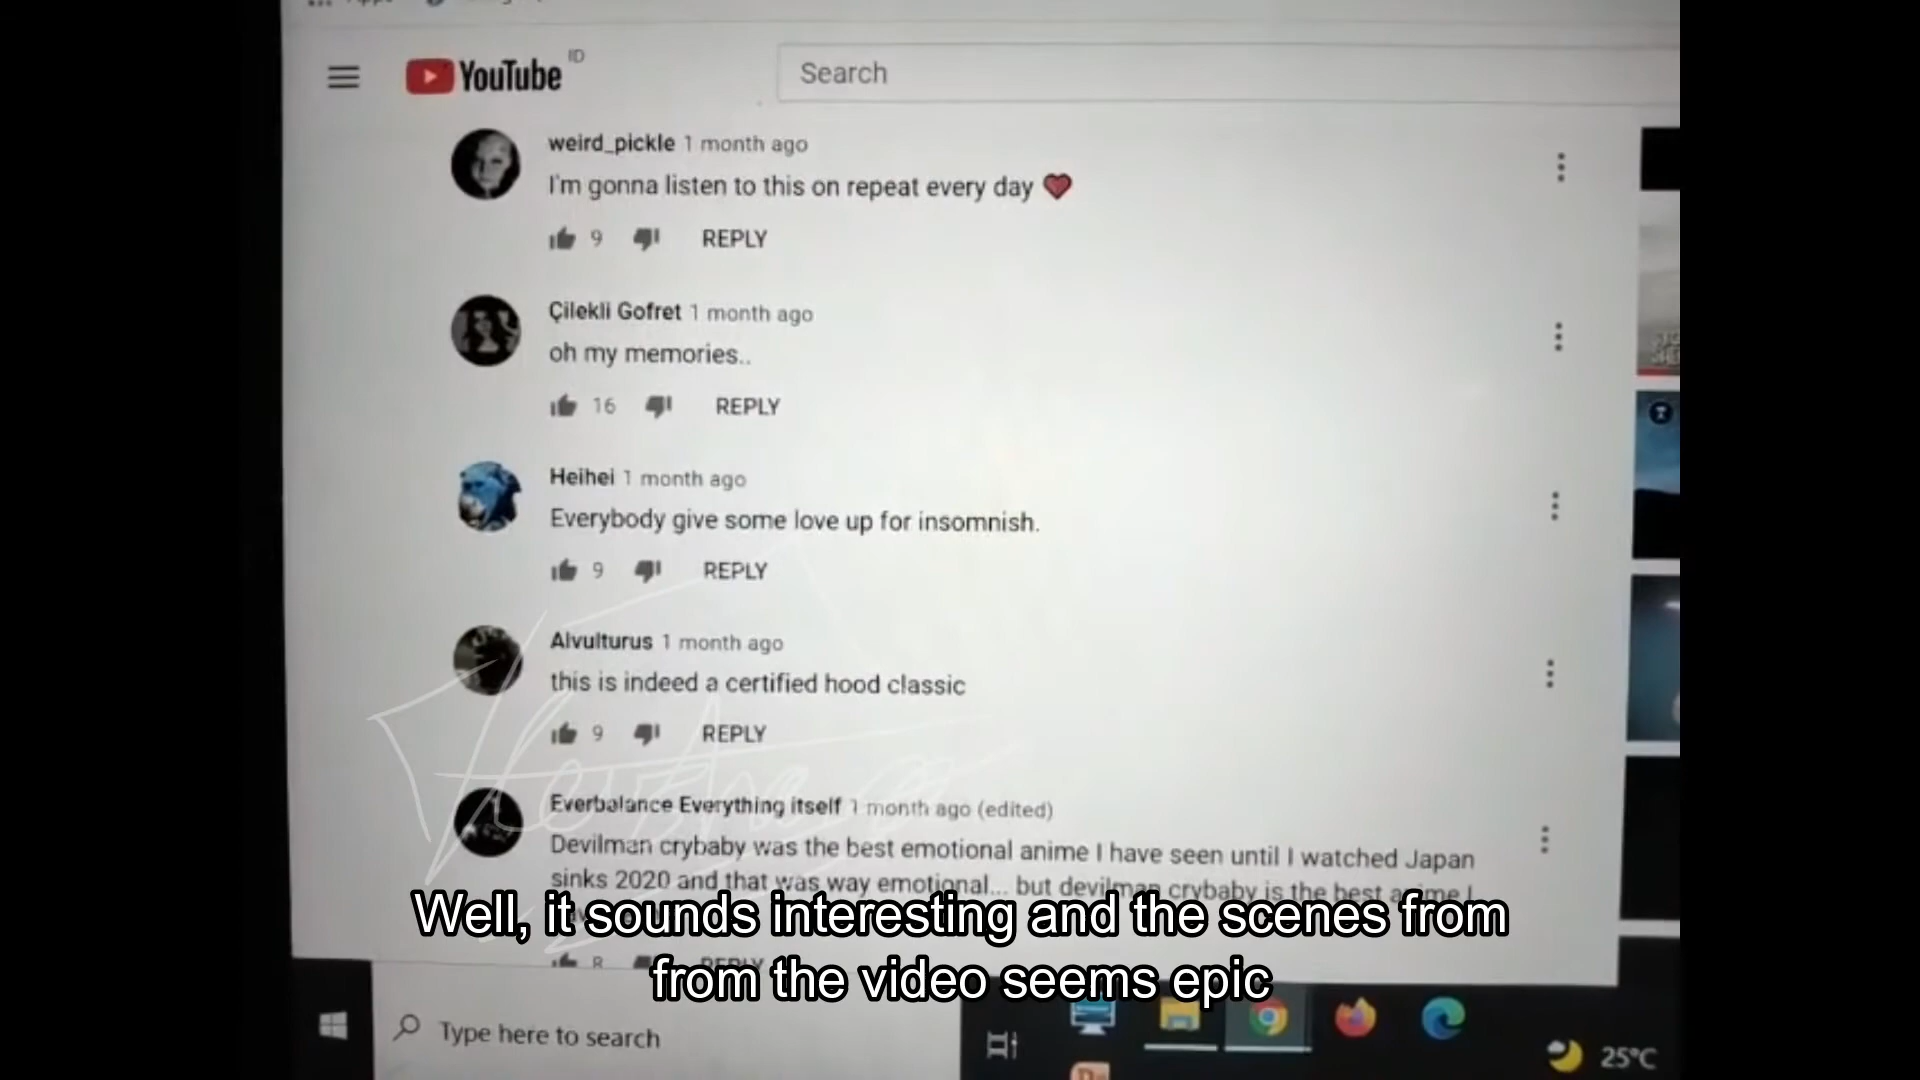 YouTube ID
Search
weird_pickle 1 month ago
I'm gonna listen to this on repeat every day
9 REPLY
Çilekli Gofret 1 month ago
oh my memories..
16 REPLY
Heihei 1 month ago
Everybody give some love up for insomnish.
9 REPLY
Alvulturus 1 month ago
this is indeed a certified hood classic
9 REPLY
Everbalance Everything itself 1 month ago (edited)
Devilman crybaby was the best emotional anime I have seen until I watched Japan
sinks 2020 and that was way emotional... but devilman crybaby is the best anime I
Well, it sounds interesting and the scenes from
8 REPLY
from the video seems epic
Type here to search
25°C